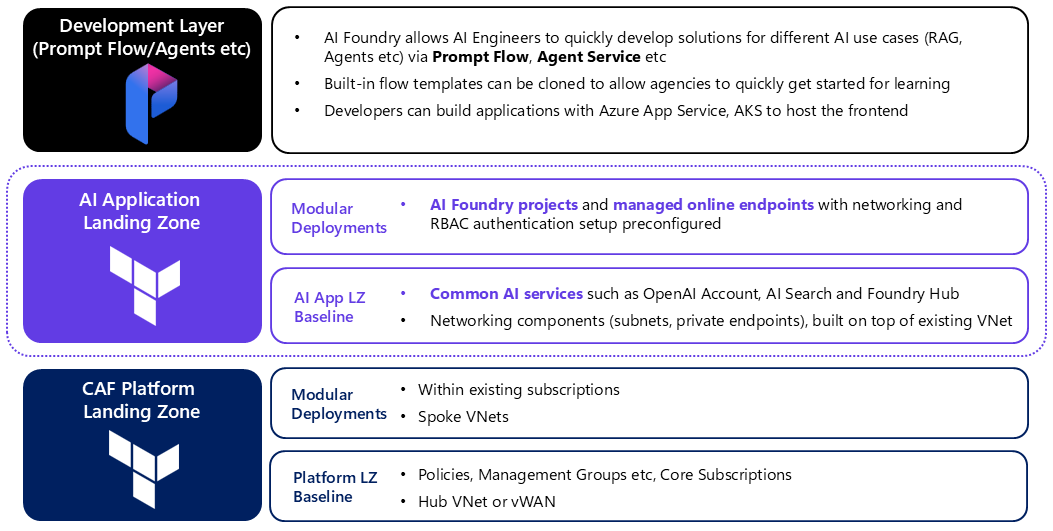 Development Layer
(Prompt Flow/Agents etc)
• AI Foundry allows AI Engineers to quickly develop solutions for different AI use cases (RAG,
Agents etc) via Prompt Flow, Agent Service etc
• Built-in flow templates can be cloned to allow agencies to quickly get started for learning
• Developers can build applications with Azure App Service, AKS to host the frontend
AI Application
Landing Zone
Modular
Deployments
• AI Foundry projects and managed online endpoints with networking and
RBAC authentication setup preconfigured
AI App LZ
Baseline
• Common AI services such as OpenAI Account, AI Search and Foundry Hub
• Networking components (subnets, private endpoints), built on top of existing VNet
CAF Platform
Landing Zone
Modular
Deployments
• Within existing subscriptions
• Spoke VNets
Platform LZ
Baseline
• Policies, Management Groups etc, Core Subscriptions
• Hub VNet or vWAN